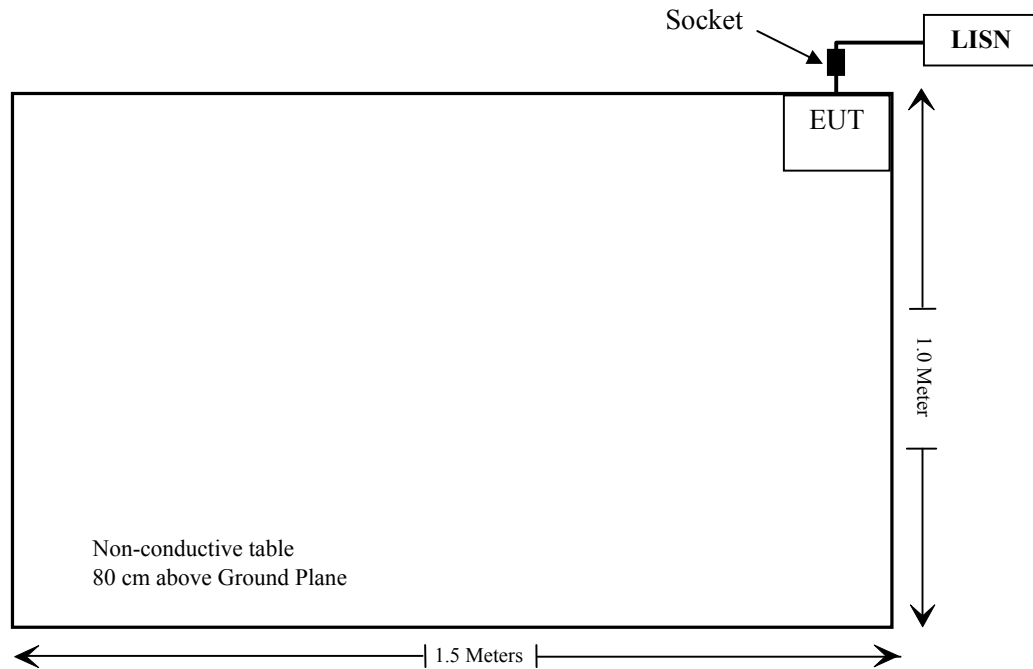 Socket
LISN
EUT
1.0 Meter
Non-conductive table
80 cm above Ground Plane
1.5 Meters